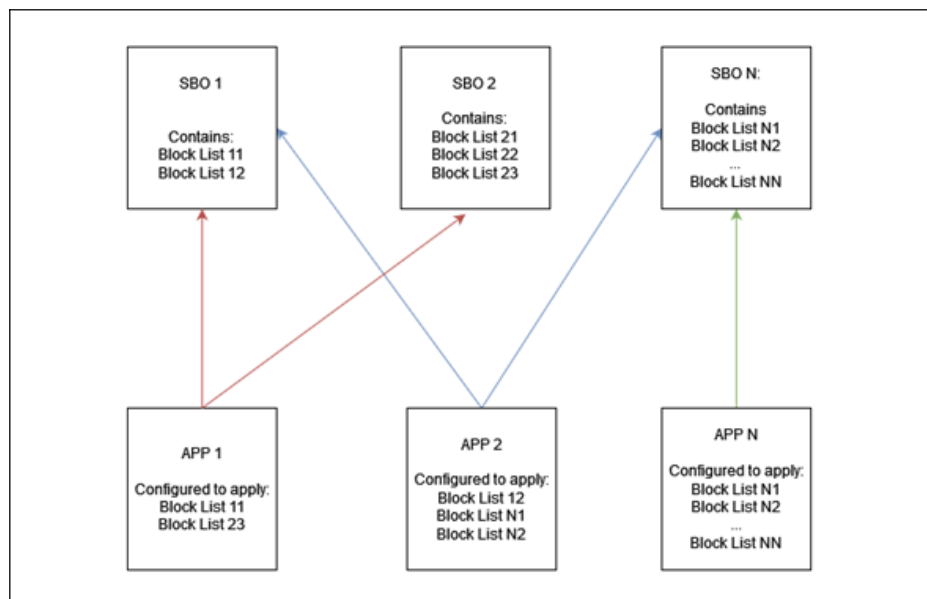 SBO 1
Contains:
Block List 11
Block List 12
SBO 2
Contains:
Block List 21
Block List 22
Block List 23
SBO N:
Contains
Block List N1
Block List N2
...
Block List NN
APP 1
Configured to apply:
Block List 11
Block List 23
APP 2
Configured to apply:
Block List 12
Block List N1
Block List N2
APP N
Configured to apply:
Block List N1
Block List N2
...
Block List NN